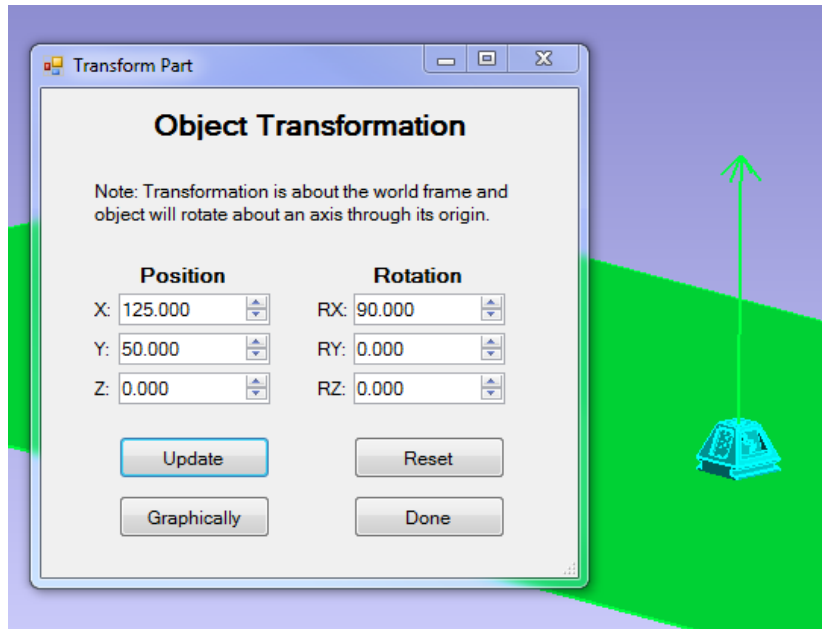 Transform Part
Object Transformation
Note: Transformation is about the world frame and
object will rotate about an axis through its origin.
Position Rotation
X: 125.000 RX: 90.000
Y: 50.000 RY: 0.000
Z: 0.000 RZ: 0.000
Update Reset
Graphically Done